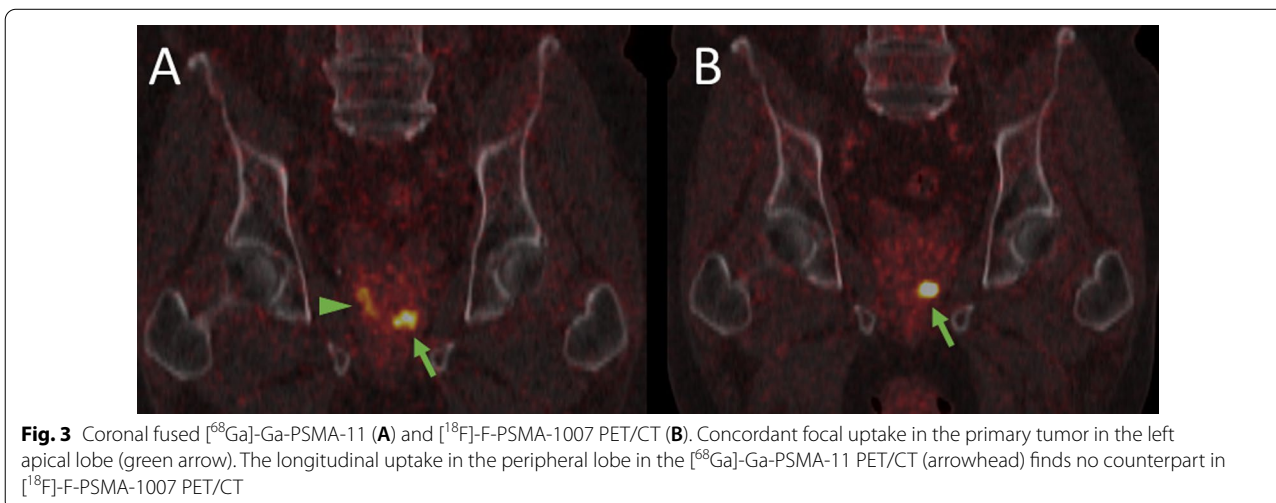 A
B
Fig. 3 Coronal fused [⁶⁸Ga]-Ga-PSMA-11 (A) and [¹⁸F]-F-PSMA-1007 PET/CT (B). Concordant focal uptake in the primary tumor in the left
apical lobe (green arrow). The longitudinal uptake in the peripheral lobe in the [⁶⁸Ga]-Ga-PSMA-11 PET/CT (arrowhead) finds no counterpart in
[¹⁸F]-F-PSMA-1007 PET/CT